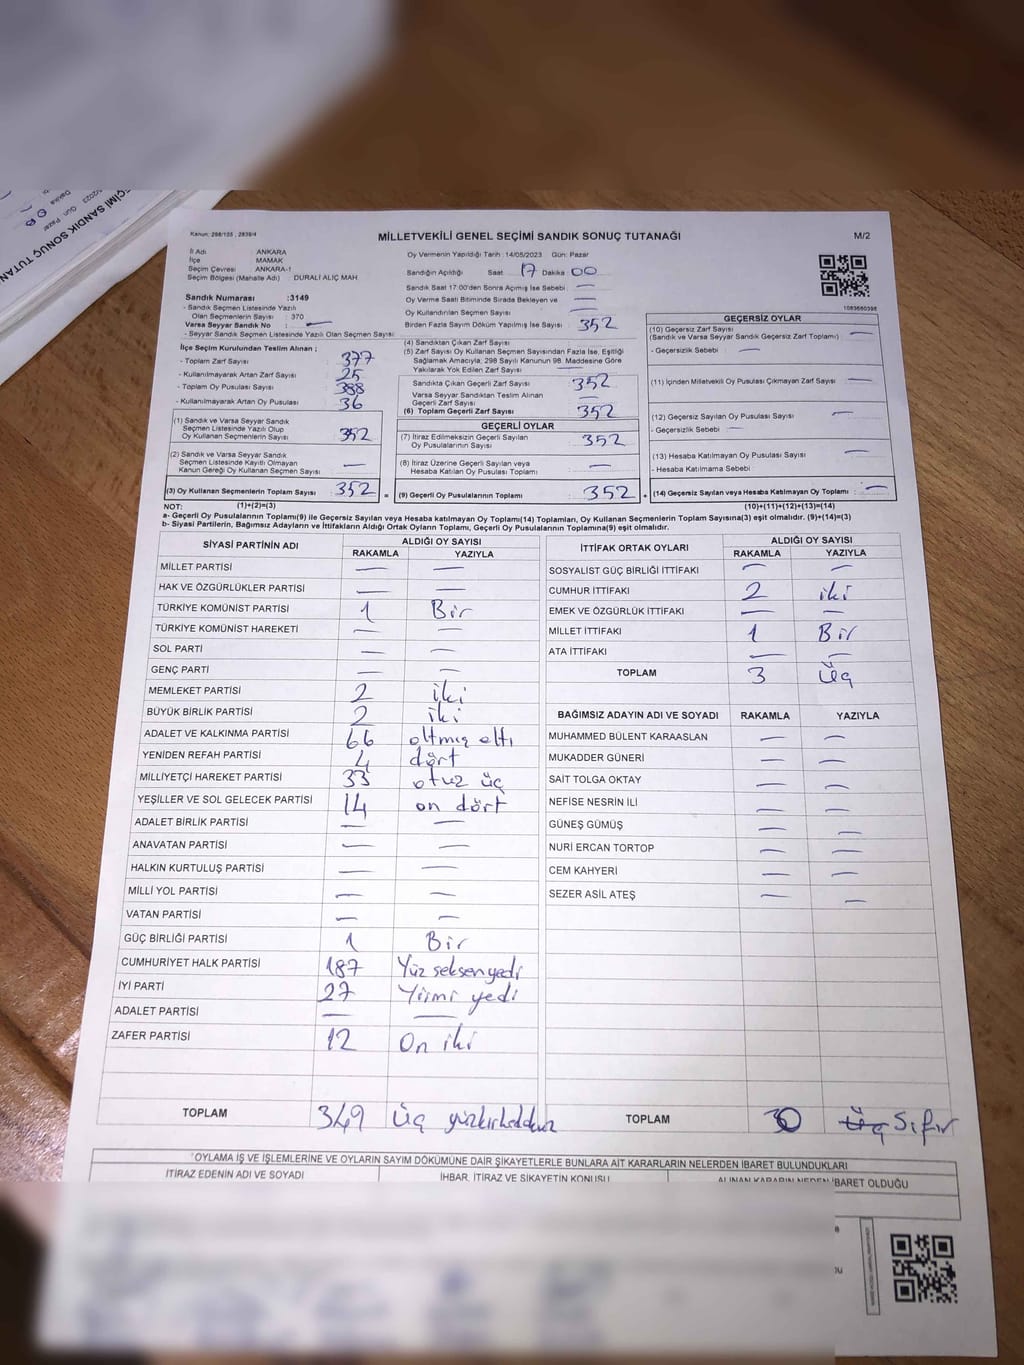 Kanun: 298/105 , 2839/4
MİLLETVEKİLİ GENEL SEÇİMİ SANDIK SONUÇ TUTANAĞI
M/2
İl Adı ANKARA
İlçe MAMAK
Seçim Çevresi ANKARA-1
Seçim Bölgesi (Mahalle Adı) : DURALİ ALIÇ MAH.
Sandık Numarası :3149
- Sandık Seçmen Listesinde Yazılı
Olan Seçmenlerin Sayısı : 370
Varsa Seyyar Sandık No : —
- Seyyar Sandık Seçmen Listesinde Yazılı Olan Seçmen Sayısı
İlçe Seçim Kurulundan Teslim Alınan ;
- Toplam Zarf Sayısı 377
- Kullanılmayarak Artan Zarf Sayısı 25
- Toplam Oy Pusulası Sayısı 388
- Kullanılmayarak Artan Oy Pusulası 36
(1) Sandık ve Varsa Seyyar Sandık
Seçmen Listesinde Yazılı Olup
Oy Kullanan Seçmenlerin Sayısı 352
(2) Sandık ve Varsa Seyyar Sandık
Seçmen Listesinde Kayıtlı Olmayan
Kanun Gereği Oy Kullanan Seçmen Sayısı —
(3) Oy Kullanan Seçmenlerin Toplam Sayısı 352 =
Oy Vermenin Yapıldığı Tarih : 14/05/2023 Gün: Pazar
Sandığın Açıldığı Saat 17 Dakika 00
Sandık Saat 17:00'den Sonra Açılmış İse Sebebi —
Oy Verme Saati Bitiminde Sırada Bekleyen ve —
Oy Kullandırılan Seçmen Sayısı —
Birden Fazla Sayım Döküm Yapılmış İse Sayısı : 352
(4) Sandıktan Çıkan Zarf Sayısı
(5) Zarf Sayısı Oy Kullanan Seçmen Sayısından Fazla İse, Eşitliği
Sağlamak Amacıyla; 298 Sayılı Kanunun 98. Maddesine Göre
Yakılarak Yok Edilen Zarf Sayısı —
Sandıkta Çıkan Geçerli Zarf Sayısı 352
Varsa Seyyar Sandıktan Teslim Alınan
Geçerli Zarf Sayısı —
(6) Toplam Geçerli Zarf Sayısı 352
GEÇERLİ OYLAR
(7) İtiraz Edilmeksizin Geçerli Sayılan
Oy Pusulalarının Sayısı : 352
(8) İtiraz Üzerine Geçerli Sayılan veya
Hesaba Katılan Oy Pusulası Toplamı : —
(9) Geçerli Oy Pusulalarının Toplamı : 352 +
1083660398
GEÇERSİZ OYLAR
(10) Geçersiz Zarf Sayısı
(Sandık ve Varsa Seyyar Sandık Geçersiz Zarf Toplamı) : —
- Geçersizlik Sebebi : —
(11) İçinden Milletvekili Oy Pusulası Çıkmayan Zarf Sayısı : —
(12) Geçersiz Sayılan Oy Pusulası Sayısı : —
- Geçersizlik Sebebi : —
(13) Hesaba Katılmayan Oy Pusulası Sayısı : —
- Hesaba Katılmama Sebebi :
(14) Geçersiz Sayılan veya Hesaba Katılmayan Oy Toplamı : —
NOT: (1)+(2)=(3) (10)+(11)+(12)+(13)=(14)
a- Geçerli Oy Pusulalarının Toplamı(9) ile Geçersiz Sayılan veya Hesaba katılmayan Oy Toplamı(14) Toplamları, Oy Kullanan Seçmenlerin Toplam Sayısına(3) eşit olmalıdır. (9)+(14)=(3)
b- Siyasi Partilerin, Bağımsız Adayların ve İttifakların Aldığı Ortak Oyların Toplamı, Geçerli Oy Pusulalarının Toplamına(9) eşit olmalıdır.
SİYASİ PARTİNİN ADI ALDIĞI OY SAYISI
RAKAMLA YAZIYLA
MİLLET PARTİSİ — —
HAK VE ÖZGÜRLÜKLER PARTİSİ — —
TÜRKİYE KOMÜNİST PARTİSİ 1 Bir
TÜRKİYE KOMÜNİST HAREKETİ — —
SOL PARTİ — —
GENÇ PARTİ — —
MEMLEKET PARTİSİ 2 iki
BÜYÜK BİRLİK PARTİSİ 2 iki
ADALET VE KALKINMA PARTİSİ 66 altmış altı
YENİDEN REFAH PARTİSİ 4 dört
MİLLİYETÇİ HAREKET PARTİSİ 33 otuz üç
YEŞİLLER VE SOL GELECEK PARTİSİ 14 on dört
ADALET BİRLİK PARTİSİ — —
ANAVATAN PARTİSİ — —
HALKIN KURTULUŞ PARTİSİ — —
MİLLİ YOL PARTİSİ — —
VATAN PARTİSİ — —
GÜÇ BİRLİĞİ PARTİSİ 1 Bir
CUMHURİYET HALK PARTİSİ 187 Yüz seksen yedi
İYİ PARTİ 27 Yirmi yedi
ADALET PARTİSİ — —
ZAFER PARTİSİ 12 On iki
TOPLAM 349 Üç yüzkırkdokuz
İTTİFAK ORTAK OYLARI ALDIĞI OY SAYISI
RAKAMLA YAZIYLA
SOSYALİST GÜÇ BİRLİĞİ İTTİFAKI — —
CUMHUR İTTİFAKI 2 iki
EMEK VE ÖZGÜRLÜK İTTİFAKI — —
MİLLET İTTİFAKI 1 Bir
ATA İTTİFAKI — —
TOPLAM 3 Üç
BAĞIMSIZ ADAYIN ADI VE SOYADI RAKAMLA YAZIYLA
MUHAMMED BÜLENT KARAASLAN — —
MUKADDER GÜNERİ — —
SAİT TOLGA OKTAY — —
NEFİSE NESRİN İLİ — —
GÜNEŞ GÜMÜŞ — —
NURİ ERCAN TORTOP — —
CEM KAHYERİ — —
SEZER ASİL ATEŞ — —
TOPLAM 0 Üç Sıfır
OYLAMA İŞ VE İŞLEMLERİNE VE OYLARIN SAYIM DÖKÜMÜNE DAİR ŞİKAYETLERLE BUNLARA AİT KARARLARIN NELERDEN İBARET BULUNDUKLARI
İTİRAZ EDENİN ADI VE SOYADI İHBAR, İTİRAZ VE ŞİKAYETİN KONUSU ALINAN KARARIN NEDEN İBARET OLDUĞU